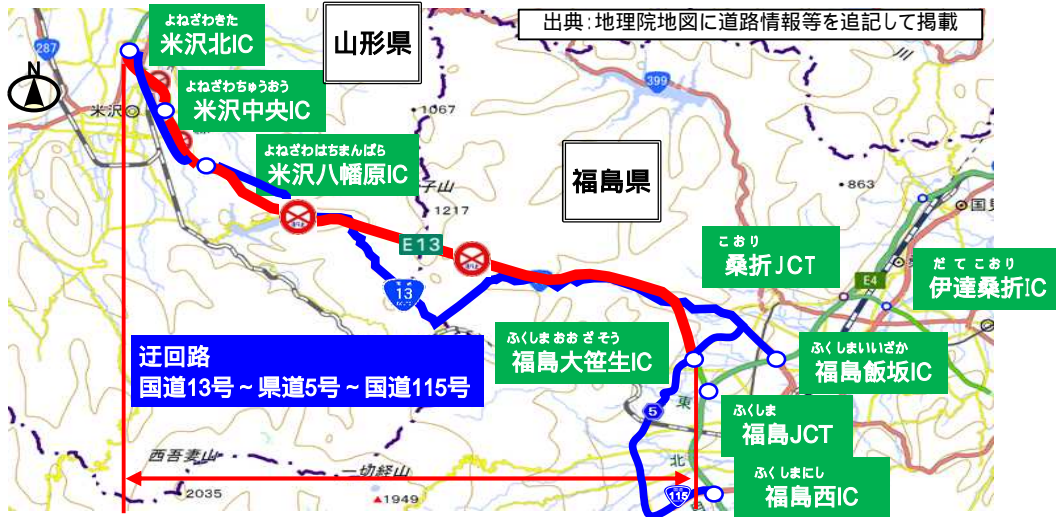 出典：地理院地図に道路情報等を追記して掲載
よねざわきた
米沢北IC
山形県
287
N
399
よねざわちゅうおう
米沢中央IC
米沢
1067
よねざわはちまんぱら
米沢八幡原IC
福島県
863
子山
1217
国見
E13
こおり
桑折JCT
だてこおり
伊達桑折IC
E4
13
ふくしまおおざそう
福島大笹生IC
ふくしまいいざか
福島飯坂IC
迂回路
国道13号～県道5号～国道115号
5
東
ふくしま
福島JCT
北
西吾妻山
一切経山
ふくしまにし
福島西IC
2035
1949
115